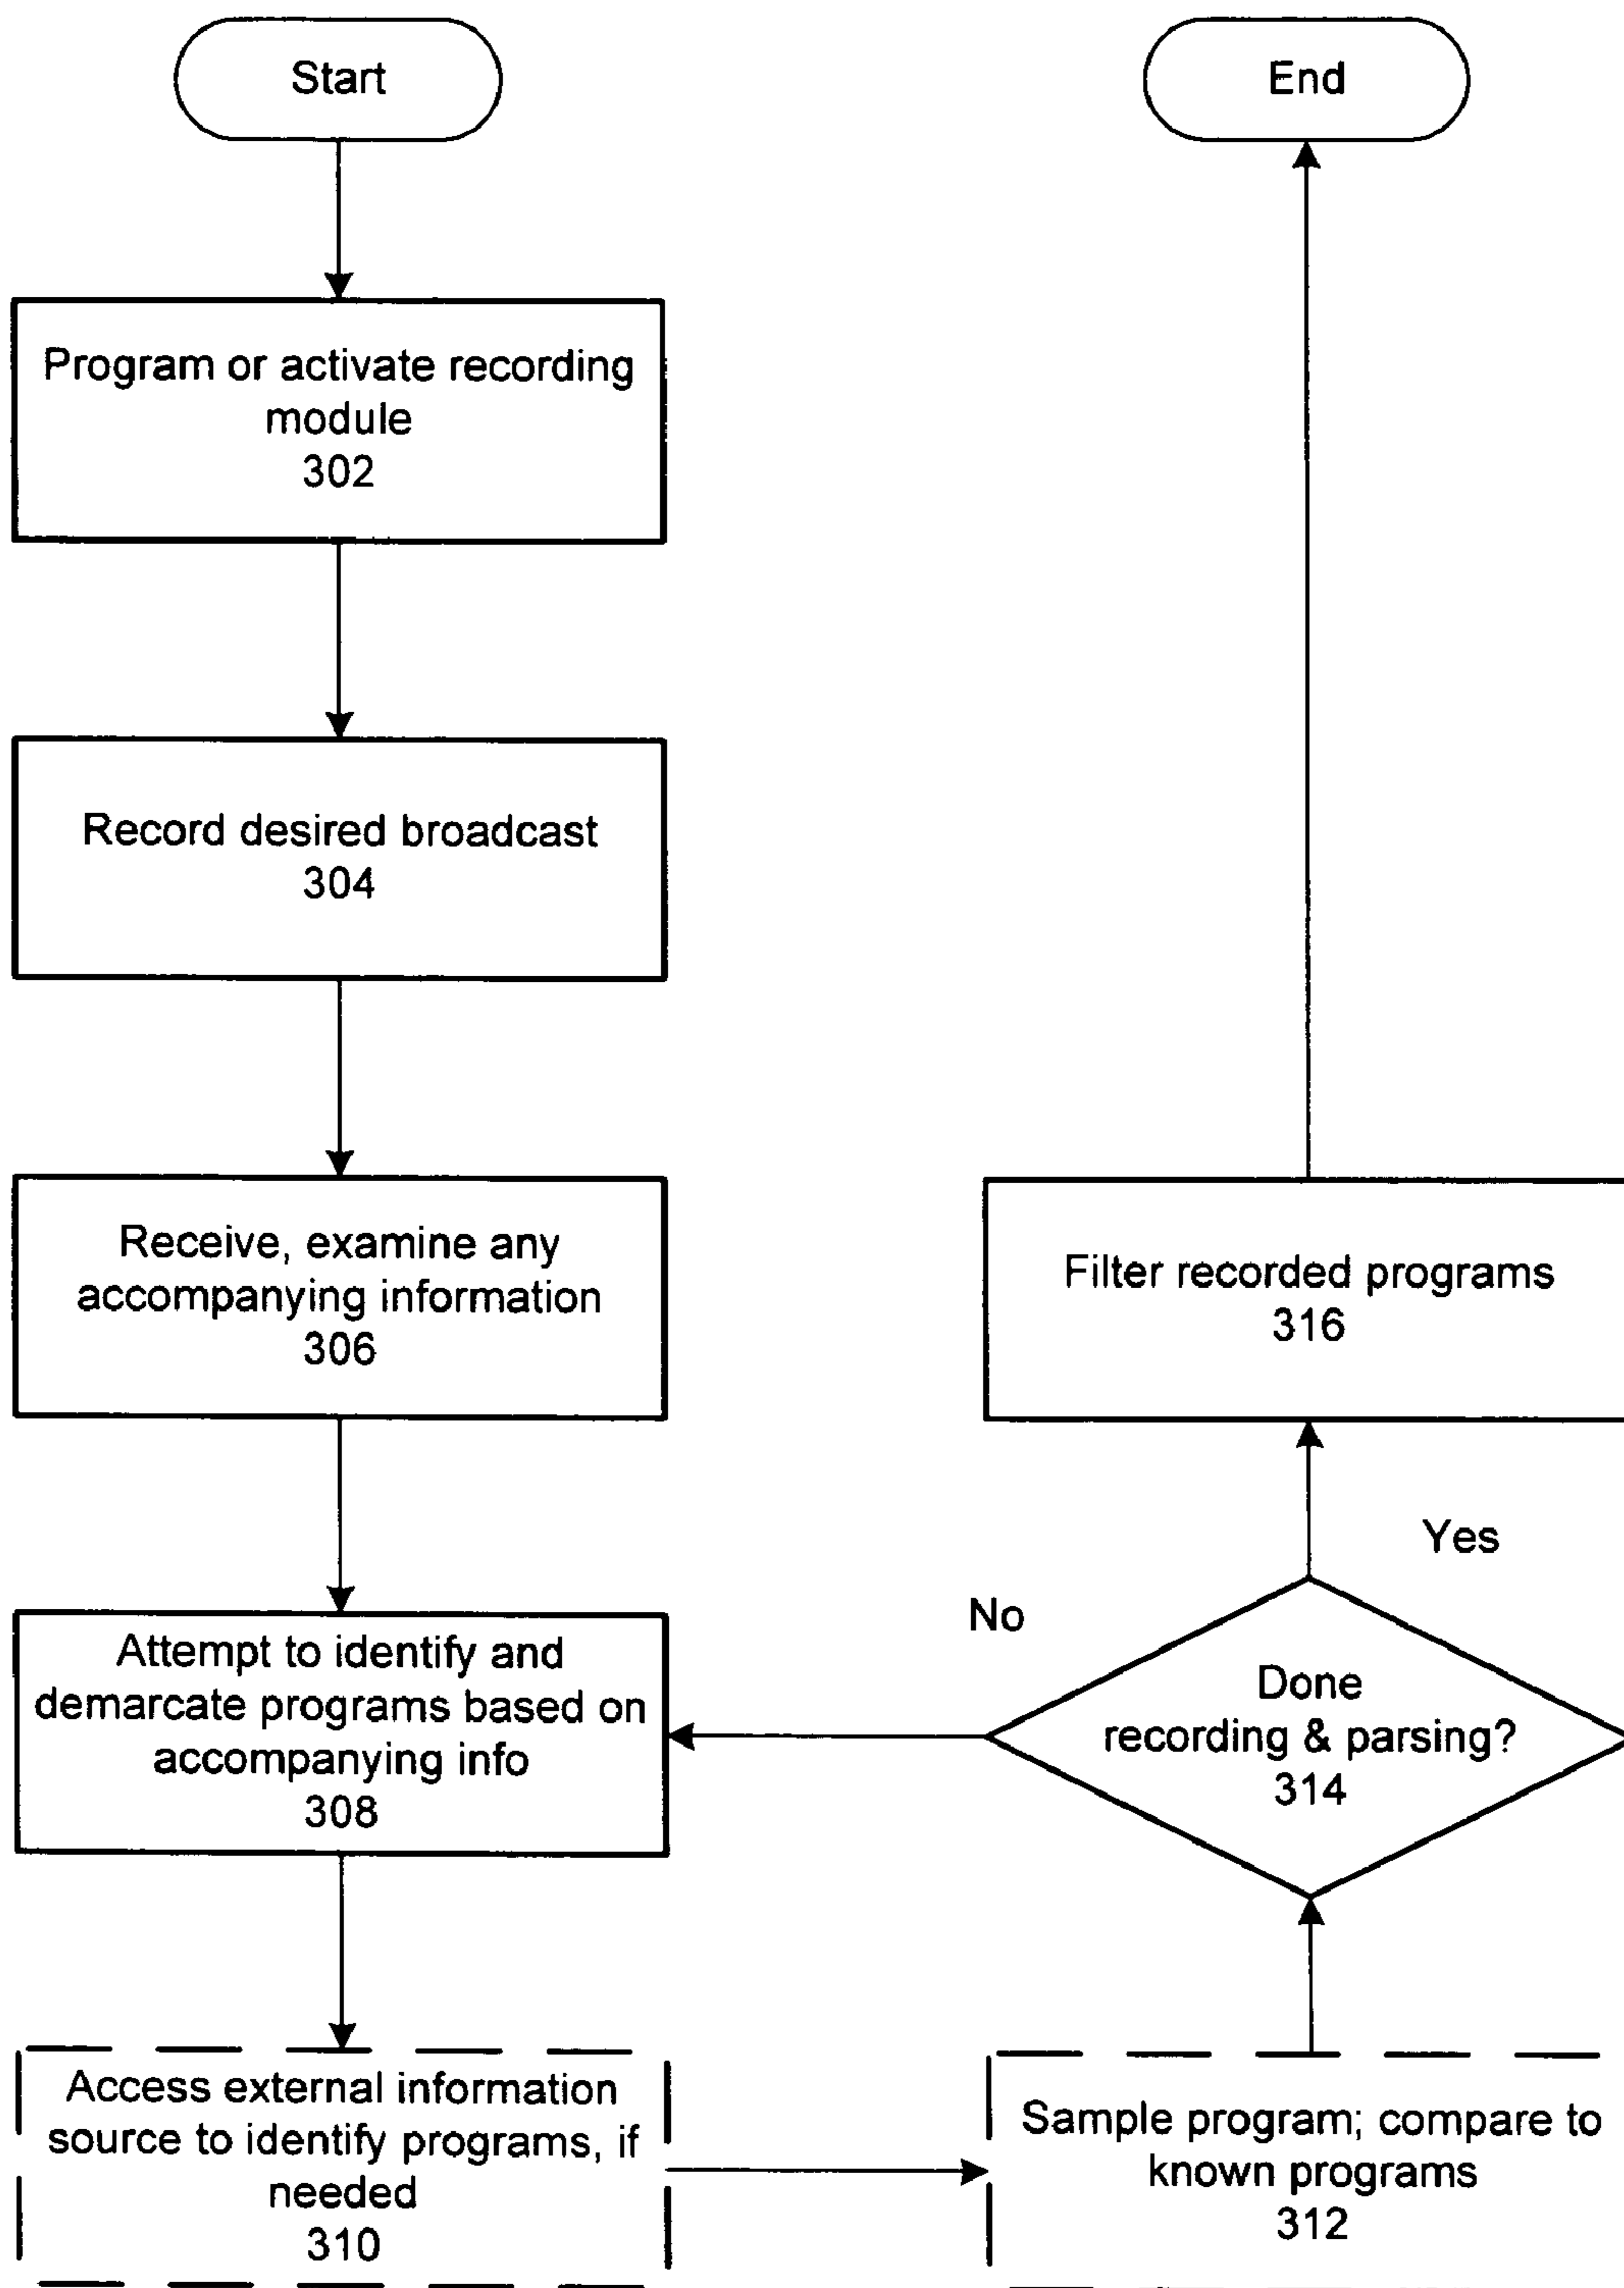 Start
Program or activate recording
module
302
Record desired broadcast
304
Receive, examine any
accompanying information
306
Attempt to identify and
demarcate programs based on
accompanying info
308
Access external information
source to identify programs, if
needed
310
Sample program; compare to
known programs
312
Done
recording & parsing?
314
No
Yes
Filter recorded programs
316
End